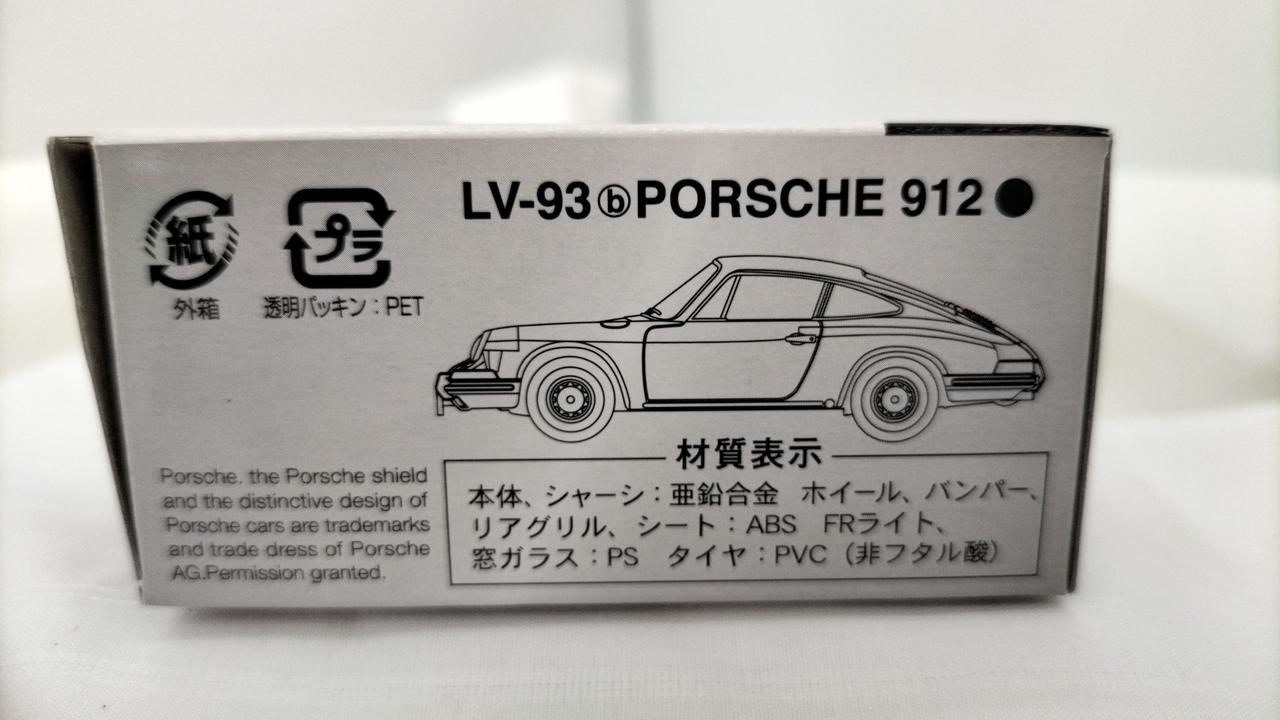 LV-93ⓑPORSCHE 912●
紙
プラ
外箱
透明パッキン：PET
Porsche. the Porsche shield
and the distinctive design of
Porsche cars are trademarks
and trade dress of Porsche
AG.Permission granted.
材質表示
本体、シャーシ：亜鉛合金　ホイール、バンパー、
リアグリル、シート：ABS　FRライト、
窓ガラス：PS　タイヤ：PVC（非フタル酸）